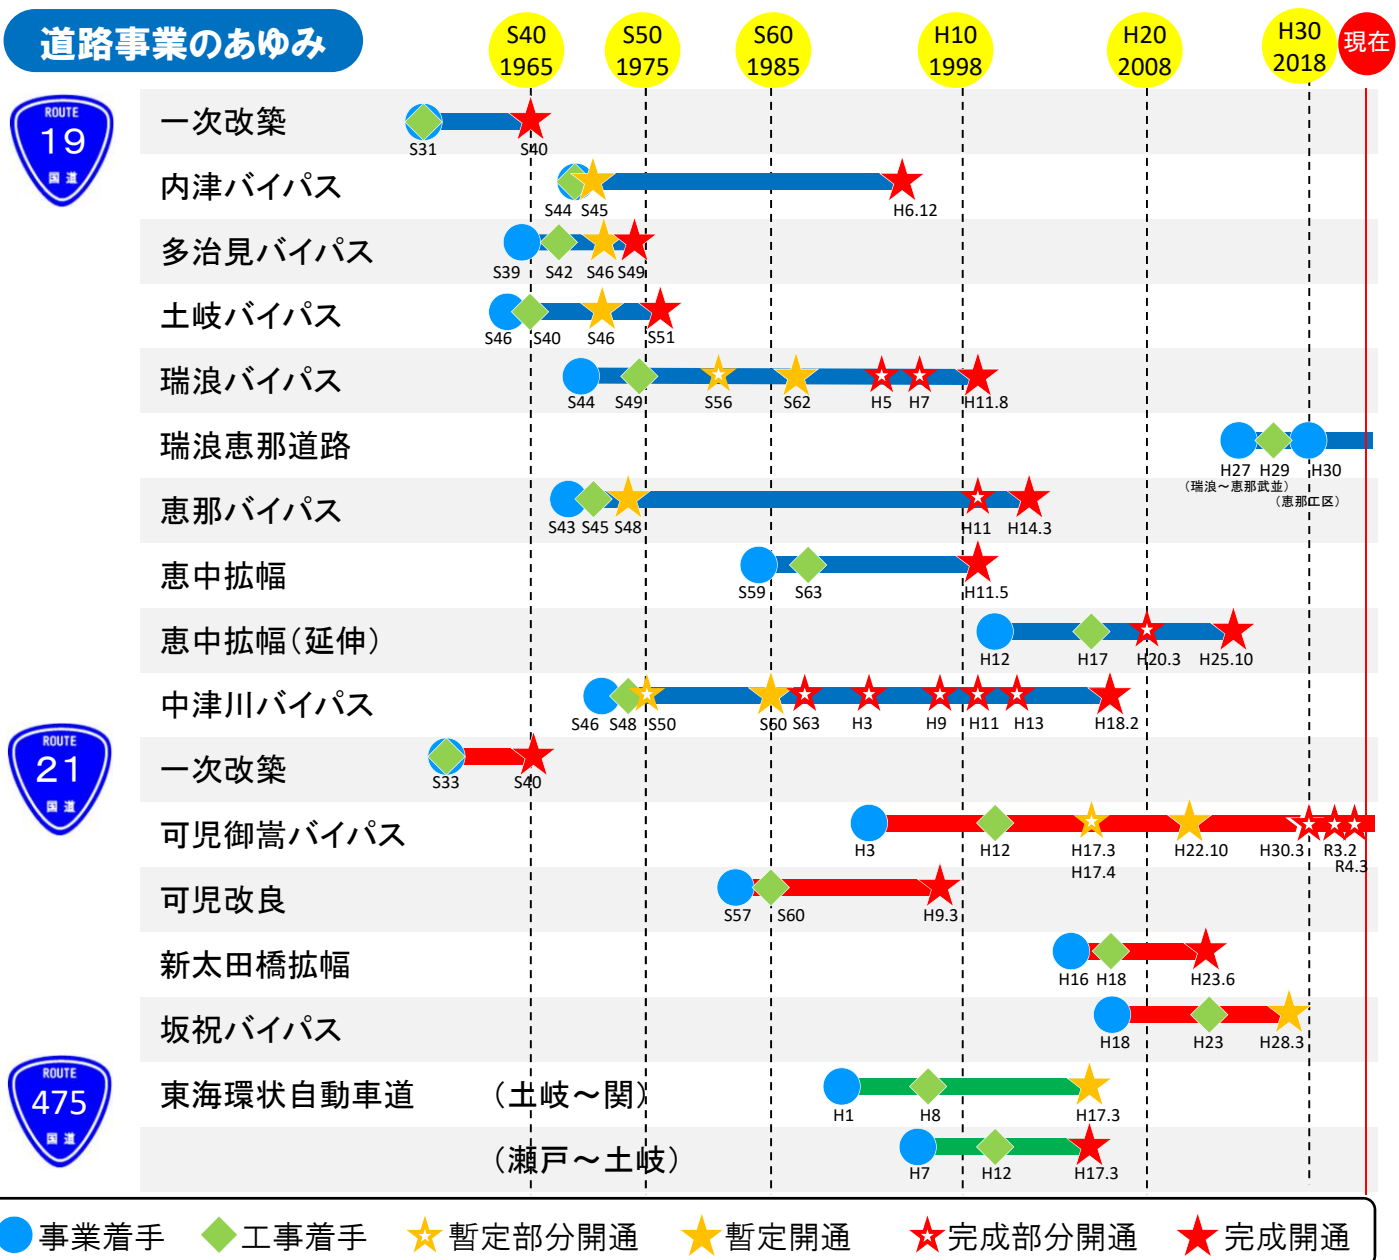 道路事業のあゆみ
S40 S50 S60 H10 H20 H30 現在
1965 1975 1985 1998 2008 2018
ROUTE
19
国道
一次改築
S31 S40
内津バイパス
S44 S45 H6.12
多治見バイパス
S39 S42 S46 S49
土岐バイパス
S46 S40 S46 S51
瑞浪バイパス
S44 S49 S56 S62 H5 H7 H11.8
瑞浪恵那道路
H27 H29 H30
(瑞浪~恵那武並)
(恵那工区)
恵那バイパス
S43 S45 S48 H11 H14.3
恵中拡幅
S59 S63 H11.5
恵中拡幅(延伸)
H12 H17 H20.3 H25.10
中津川バイパス
S46 S48 S50 S60 S63 H3 H9 H11 H13 H18.2
ROUTE
21
国道
一次改築
S33 S40
可児御嵩バイパス
H3 H12 H17.3 H22.10 H30.3 R3.2
H17.4 R4.3
可児改良
S57 S60 H9.3
新太田橋拡幅
H16 H18 H23.6
坂祝バイパス
H18 H23 H28.3
ROUTE
475
国道
東海環状自動車道 (土岐~関)
H1 H8 H17.3
(瀬戸~土岐)
H7 H12 H17.3
事業着手 工事着手 暫定部分開通 暫定開通 完成部分開通 完成開通